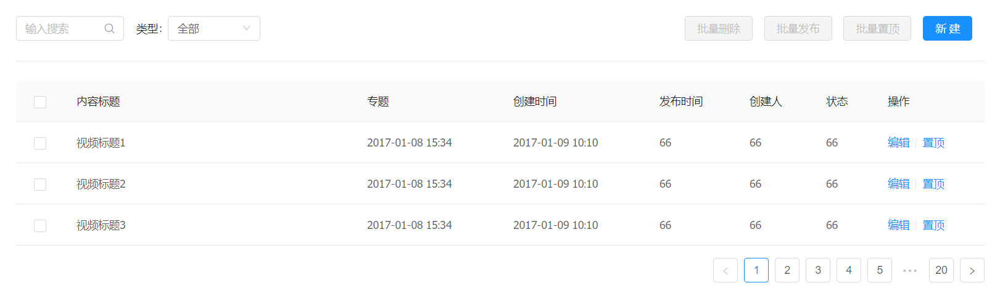 输入搜索 类型: 全部 批量删除 批量发布 批量置顶 新 建
内容标题 专题 创建时间 发布时间 创建人 状态 操作
视频标题1 2017-01-08 15:34 2017-01-09 10:10 66 66 66 编辑 置顶
视频标题2 2017-01-08 15:34 2017-01-09 10:10 66 66 66 编辑 置顶
视频标题3 2017-01-08 15:34 2017-01-09 10:10 66 66 66 编辑 置顶
< 1 2 3 4 5 ••• 20 >